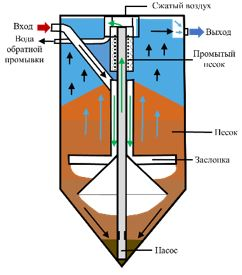 Сжатый воздух
Вход
Выход
Вода
обратной
промывки
Промытый
песок
Песок
Заслонка
Насос